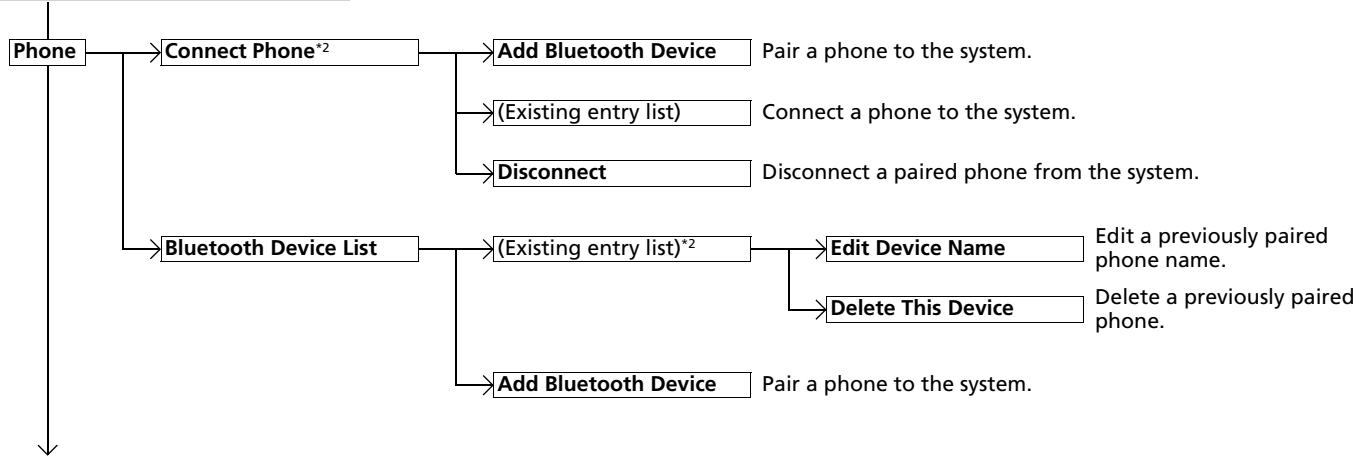 Phone
Connect Phone*2
Add Bluetooth Device
Pair a phone to the system.
(Existing entry list)
Connect a phone to the system.
Disconnect
Disconnect a paired phone from the system.
Bluetooth Device List
(Existing entry list)*2
Edit Device Name
Edit a previously paired
phone name.
Delete This Device
Delete a previously paired
phone.
Add Bluetooth Device
Pair a phone to the system.